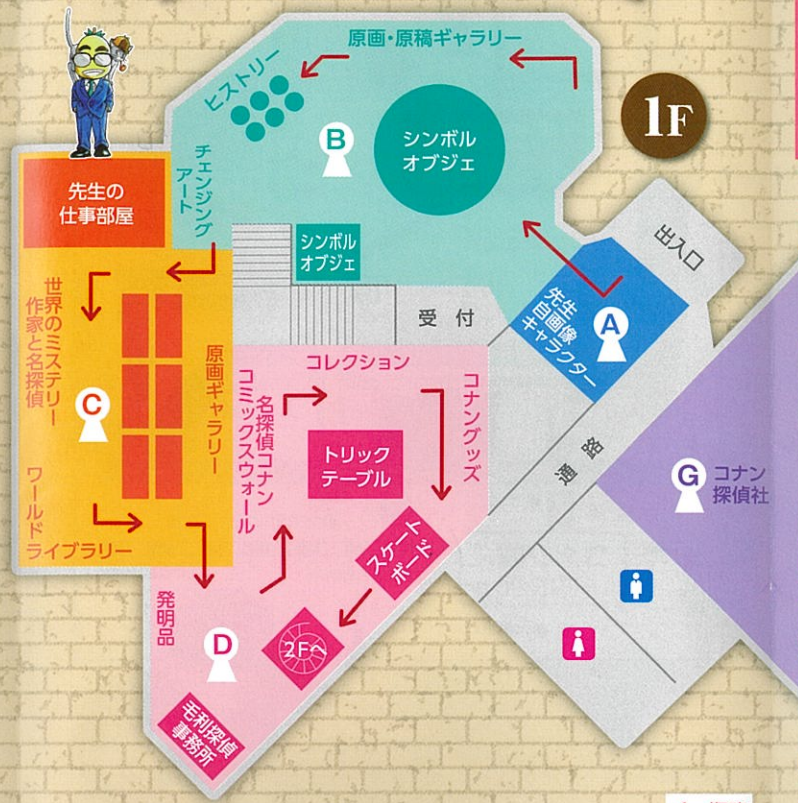 1F
原画・原稿ギャラリー
ヒストリー
B
シンボル
オブジェ
チェンジング
アート
先生の
仕事部屋
シンボル
オブジェ
出入口
受付
A
先生
自画像
キャラクター
世界のミステリー
作家と名探偵
C
原画ギャラリー
ワールド
ライブラリー
コレクション
名探偵コナン
コミックスウォール
トリック
テーブル
コナングッズ
スケート
ボード
通路
G
コナン
探偵社
発明品
D
2Fへ
毛利探偵
事務所